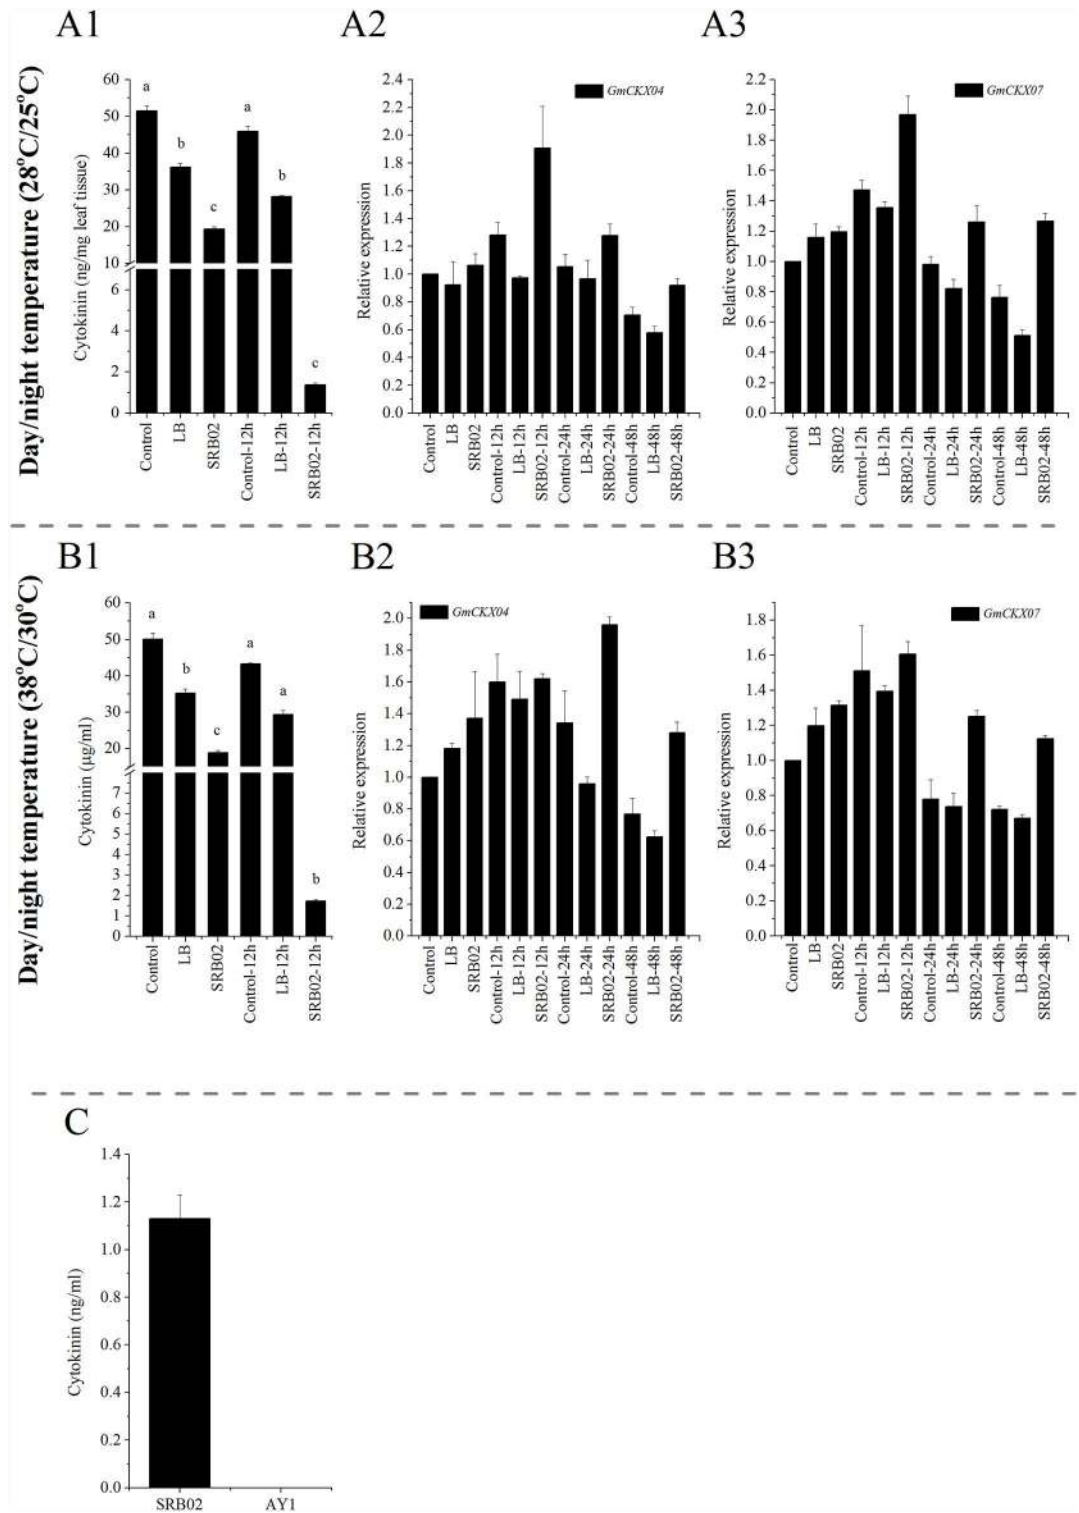 A1
A2
A3
Day/night temperature (28°C/25°C)
Cytokinin (ng/mg leaf tissue)
60
50
40
30
20
10
6
4
2
0
a
b
c
a
b
c
Control
LB
SRB02
Control-12h
LB-12h
SRB02-12h
Relative expression
2.4
2.2
2.0
1.8
1.6
1.4
1.2
1.0
0.8
0.6
0.4
0.2
0.0
GmCKX04
Control
LB
SRB02
Control-12h
LB-12h
SRB02-12h
Control-24h
LB-24h
SRB02-24h
Control-48h
LB-48h
SRB02-48h
Relative expression
2.2
2.0
1.8
1.6
1.4
1.2
1.0
0.8
0.6
0.4
0.2
0.0
GmCKX07
Control
LB
SRB02
Control-12h
LB-12h
SRB02-12h
Control-24h
LB-24h
SRB02-24h
Control-48h
LB-48h
SRB02-48h
B1
B2
B3
Day/night temperature (38°C/30°C)
Cytokinin (μg/ml)
60
50
40
30
20
7
6
5
4
3
2
1
0
a
b
c
a
a
b
Control
LB
SRB02
Control-12h
LB-12h
SRB02-12h
Relative expression
2.0
1.8
1.6
1.4
1.2
1.0
0.8
0.6
0.4
0.2
0.0
GmCKX04
Control
LB
SRB02
Control-12h
LB-12h
SRB02-12h
Control-24h
LB-24h
SRB02-24h
Control-48h
LB-48h
SRB02-48h
Relative expression
1.8
1.6
1.4
1.2
1.0
0.8
0.6
0.4
0.2
0.0
GmCKX07
Control
LB
SRB02
Control-12h
LB-12h
SRB02-12h
Control-24h
LB-24h
SRB02-24h
Control-48h
LB-48h
SRB02-48h
C
Cytokinin (ng/ml)
1.4
1.2
1.0
0.8
0.6
0.4
0.2
0.0
SRB02
AY1